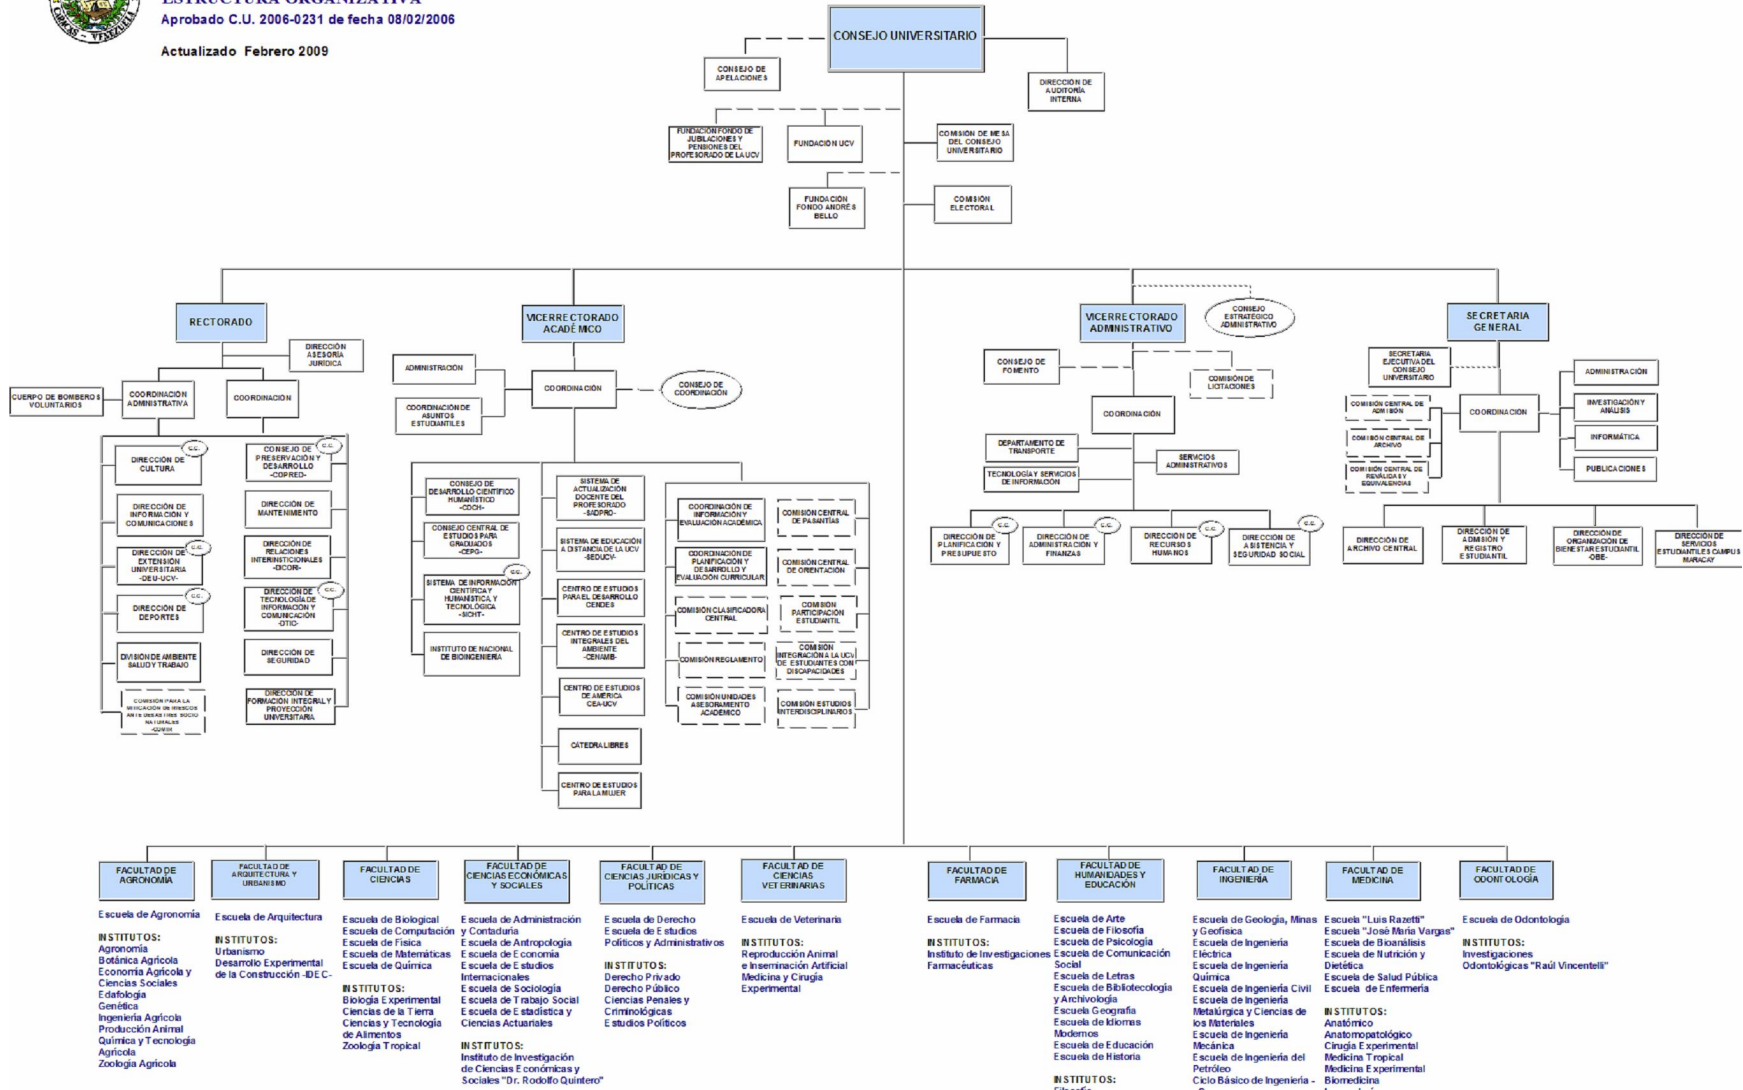 ESTRUCTURA ORGANIZATIVA
Aprobado C.U. 2006-0231 de fecha 08/02/2006
Actualizado Febrero 2009
CARACAS - VENEZUELA
CONSEJO UNIVERSITARIO
CONSEJO DE
APELACIONES
DIRECCIÓN DE
AUDITORÍA
INTERNA
FUNDACIÓN FONDO DE
JUBILACIONES Y
PENSIONES DEL
PROFESORADO DE LA UCV
FUNDACIÓN UCV
COMISIÓN DE MESA
DEL CONSEJO
UNIVERSITARIO
FUNDACIÓN
FONDO ANDRÉS
BELLO
COMISIÓN
ELECTORAL
RECTORADO
DIRECCIÓN
ASESORÍA
JURÍDICA
CUERPO DE BOMBEROS
VOLUNTARIOS
COORDINACIÓN
ADMINISTRATIVA
COORDINACIÓN
DIRECCIÓN DE
CULTURA
C.C.
DIRECCIÓN DE
INFORMACIÓN Y
COMUNICACIONES
DIRECCIÓN DE
EXTENSIÓN
UNIVERSITARIA
-DEU-UCV-
C.C.
DIRECCIÓN DE
DEPORTES
C.C.
DIVISIÓN DE AMBIENTE
SALUD Y TRABAJO
COMISIÓN PARA LA
MITIGACIÓN DE RIESGOS
ANTE DESASTRES SOCIO
NATURALES
-COMIR
CONSEJO DE
PRESERVACIÓN Y
DESARROLLO
-COPRED-
C.C.
DIRECCIÓN DE
MANTENIMIENTO
DIRECCIÓN DE
RELACIONES
INTERINSTICIONALES
-DICORI-
DIRECCIÓN DE
TECNOLOGÍA DE
INFORMACIÓN Y
COMUNICACIÓN
-DTIC-
C.C.
DIRECCIÓN DE
SEGURIDAD
DIRECCIÓN DE
FORMACIÓN INTEGRAL Y
PROYECCIÓN
UNIVERSITARIA
VICERRECTORADO
ACADÉMICO
ADMINISTRACIÓN
COORDINACIÓN DE
ASUNTOS
ESTUDIANTILES
COORDINACIÓN
CONSEJO DE
COORDINACIÓN
CONSEJO DE
DESARROLLO CIENTÍFICO
HUMANÍSTICO
-CDCH-
CONSEJO CENTRAL DE
ESTUDIOS PARA
GRADUADOS
-CEPG-
SISTEMA DE INFORMACIÓN
CIENTÍFICA Y
HUMANÍSTICA, Y
TECNOLÓGICA
-SICHT-
C.C.
INSTITUTO DE NACIONAL
DE BIOINGENIERÍA
SISTEMA DE
ACTUALIZACIÓN
DOCENTE DEL
PROFESORADO
-SADPRO-
SISTEMA DE EDUCACIÓN
A DISTANCIA DE LA UCV
-SEDUCV-
CENTRO DE ESTUDIOS
PARA EL DESARROLLO
CENDES
CENTRO DE ESTUDIOS
INTEGRALES DEL
AMBIENTE
-CENAMB-
CENTRO DE ESTUDIOS
DE AMÉRICA
CEA-UCV
CÁTEDRA LIBRES
CENTRO DE ESTUDIOS
PARA LA MUJER
COORDINACIÓN DE
INFORMACIÓN Y
EVALUACIÓN ACADÉMICA
COORDINACIÓN DE
PLANIFICACIÓN Y
DESARROLLO Y
EVALUACIÓN CURRICULAR
COMISIÓN CLASIFICADORA
CENTRAL
COMISIÓN REGLAMENTO
COMISIÓN UNIDADES
ASESORAMIENTO
ACADÉMICO
COMISIÓN CENTRAL
DE PASANTÍAS
COMISIÓN CENTRAL
DE ORIENTACIÓN
COMISIÓN
PARTICIPACIÓN
ESTUDIANTIL
COMISIÓN
INTEGRACIÓN A LA UCV
DE ESTUDIANTES CON
DISCAPACIDADES
COMISIÓN ESTUDIOS
INTERDISCIPLINARIOS
VICERRECTORADO
ADMINISTRATIVO
CONSEJO
ESTRATÉGICO
ADMINISTRATIVO
CONSEJO DE
FOMENTO
COMISIÓN DE
LICITACIONES
COORDINACIÓN
DEPARTAMENTO DE
TRANSPORTE
TECNOLOGÍA Y SERVICIOS
DE INFORMACIÓN
SERVICIOS
ADMINISTRATIVOS
DIRECCIÓN DE
PLANIFICACIÓN Y
PRESUPUESTO
C.C.
DIRECCIÓN DE
ADMINISTRACIÓN Y
FINANZAS
C.C.
DIRECCIÓN DE
RECURSOS
HUMANOS
C.C.
DIRECCIÓN DE
ASISTENCIA Y
SEGURIDAD SOCIAL
C.C.
SECRETARIA
GENERAL
SECRETARIA
EJECUTIVA DEL
CONSEJO
UNIVERSITARIO
COORDINACIÓN
COMISIÓN CENTRAL DE
ADMISIÓN
COMISIÓN CENTRAL DE
ARCHIVO
COMISIÓN CENTRAL DE
REVÁLIDAS Y
EQUIVALENCIAS
ADMINISTRACIÓN
INVESTIGACIÓN Y
ANÁLISIS
INFORMÁTICA
PUBLICACIONES
DIRECCIÓN DE
ARCHIVO CENTRAL
DIRECCIÓN DE
ADMISIÓN Y
REGISTRO
ESTUDIANTIL
DIRECCIÓN DE
ORGANIZACIÓN DE
BIENESTAR ESTUDIANTIL
-OBE-
DIRECCIÓN DE
SERVICIOS
ESTUDIANTILES CAMPUS
MARACAY
FACULTAD DE
AGRONOMÍA
Escuela de Agronomía
INSTITUTOS:
Agronomía
Botánica Agrícola
Economía Agrícola y
Ciencias Sociales
Edafología
Genética
Ingeniería Agrícola
Producción Animal
Química y Tecnología
Agrícola
Zoología Agrícola
FACULTAD DE
ARQUITECTURA Y
URBANISMO
Escuela de Arquitectura
INSTITUTOS:
Urbanismo
Desarrollo Experimental
de la Construcción -IDEC-
FACULTAD DE
CIENCIAS
Escuela de Biological
Escuela de Computación
Escuela de Física
Escuela de Matemáticas
Escuela de Química
INSTITUTOS:
Biología Experimental
Ciencias de la Tierra
Ciencias y Tecnología
de Alimentos
Zoología Tropical
FACULTAD DE
CIENCIAS ECONÓMICAS
Y SOCIALES
Escuela de Administración
y Contaduría
Escuela de Antropología
Escuela de Economía
Escuela de Estudios
Internacionales
Escuela de Sociología
Escuela de Trabajo Social
Escuela de Estadística y
Ciencias Actuariales
INSTITUTOS:
Instituto de Investigación
de Ciencias Económicas y
Sociales "Dr. Rodolfo Quintero"
FACULTAD DE
CIENCIAS JURÍDICAS Y
POLÍTICAS
Escuela de Derecho
Escuela de Estudios
Políticos y Administrativos
INSTITUTOS:
Derecho Privado
Derecho Público
Ciencias Penales y
Criminológicas
Estudios Políticos
FACULTAD DE
CIENCIAS
VETERINARIAS
Escuela de Veterinaria
INSTITUTOS:
Reproducción Animal
e Inseminación Artificial
Medicina y Cirugía
Experimental
FACULTAD DE
FARMACIA
Escuela de Farmacia
INSTITUTOS:
Instituto de Investigaciones
Farmacéuticas
FACULTAD DE
HUMANIDADES Y
EDUCACIÓN
Escuela de Arte
Escuela de Filosofía
Escuela de Psicología
Escuela de Comunicación
Social
Escuela de Letras
Escuela de Bibliotecología
y Archivología
Escuela Geografía
Escuela de Idiomas
Modernos
Escuela de Educación
Escuela de Historia
INSTITUTOS:
Filosofía
FACULTAD DE
INGENIERÍA
Escuela de Geología, Minas
y Geofísica
Escuela de Ingeniería
Eléctrica
Escuela de Ingeniería
Química
Escuela de Ingeniería Civil
Escuela de Ingeniería
Metalúrgica y Ciencias de
los Materiales
Escuela de Ingeniería
Mecánica
Escuela de Ingeniería del
Petróleo
Ciclo Básico de Ingeniería -
FACULTAD DE
MEDICINA
Escuela "Luis Razetti"
Escuela "José María Vargas"
Escuela de Bioanálisis
Escuela de Nutrición y
Dietética
Escuela de Salud Pública
Escuela de Enfermería
INSTITUTOS:
Anatómico
Anatomopatológico
Cirugía Experimental
Medicina Tropical
Medicina Experimental
Biomedicina
FACULTAD DE
ODONTOLOGÍA
Escuela de Odontología
INSTITUTOS:
Investigaciones
Odontológicas "Raúl Vincentelli"